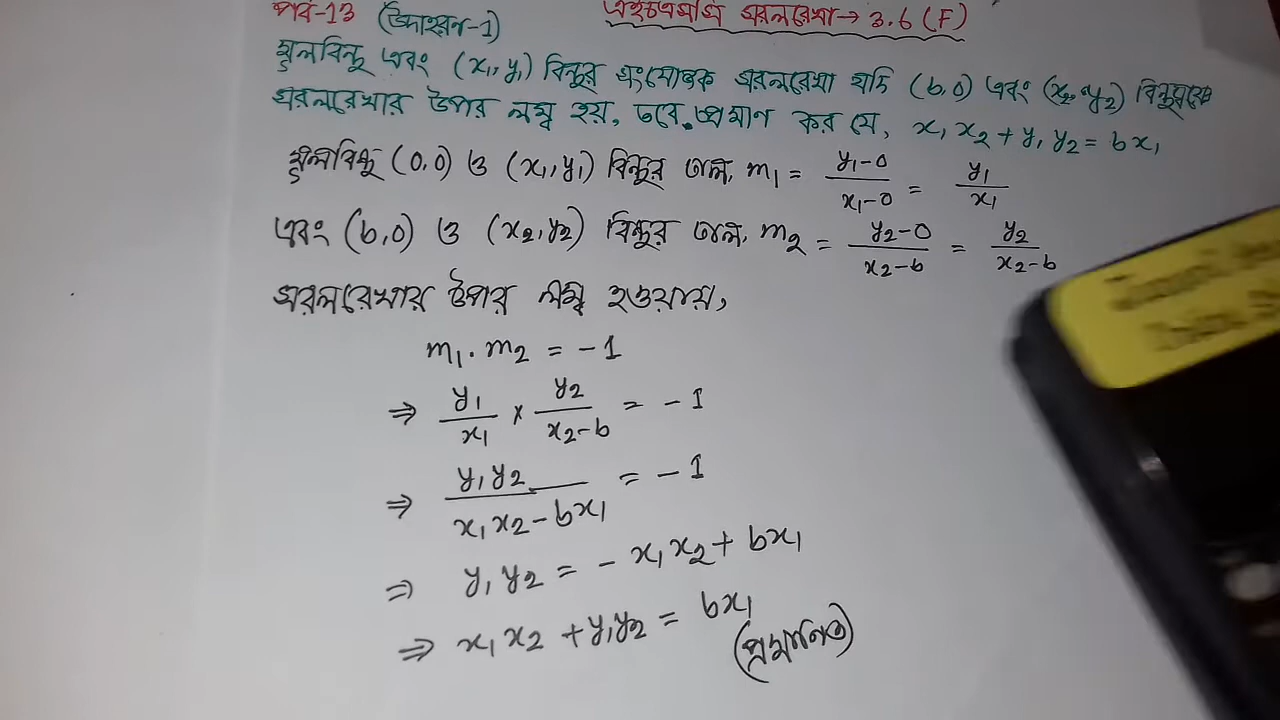 পর্ব-13 (উদাহরন-1) এইচএসসি সরলরেখা→ 3.6 (F)
মূলবিন্দু এবং (x₁, y₁) বিন্দুর সংযোজক সরলরেখা যদি (b,0) এবং (x₂, y₂) বিন্দুদ্বয়ের
সরলরেখার উপর লম্ব হয়, তবে প্রমান কর যে, x₁x₂ + y₁y₂ = bx₁
মূলবিন্দু (0,0) ও (x₁,y₁) বিন্দুর ঢাল, m₁ = (y₁-0)/(x₁-0) = y₁/x₁
এবং (b,0) ও (x₂,y₂) বিন্দুর ঢাল, m₂ = (y₂-0)/(x₂-b) = y₂/(x₂-b)
সরলরেখার উপর লম্ব হওয়ায়,
m₁·m₂ = -1
⇒ y₁/x₁ × y₂/(x₂-b) = -1
⇒ y₁y₂/(x₁x₂-bx₁) = -1
⇒ y₁y₂ = -x₁x₂ + bx₁
⇒ x₁x₂ + y₁y₂ = bx₁
(প্রমানিত)